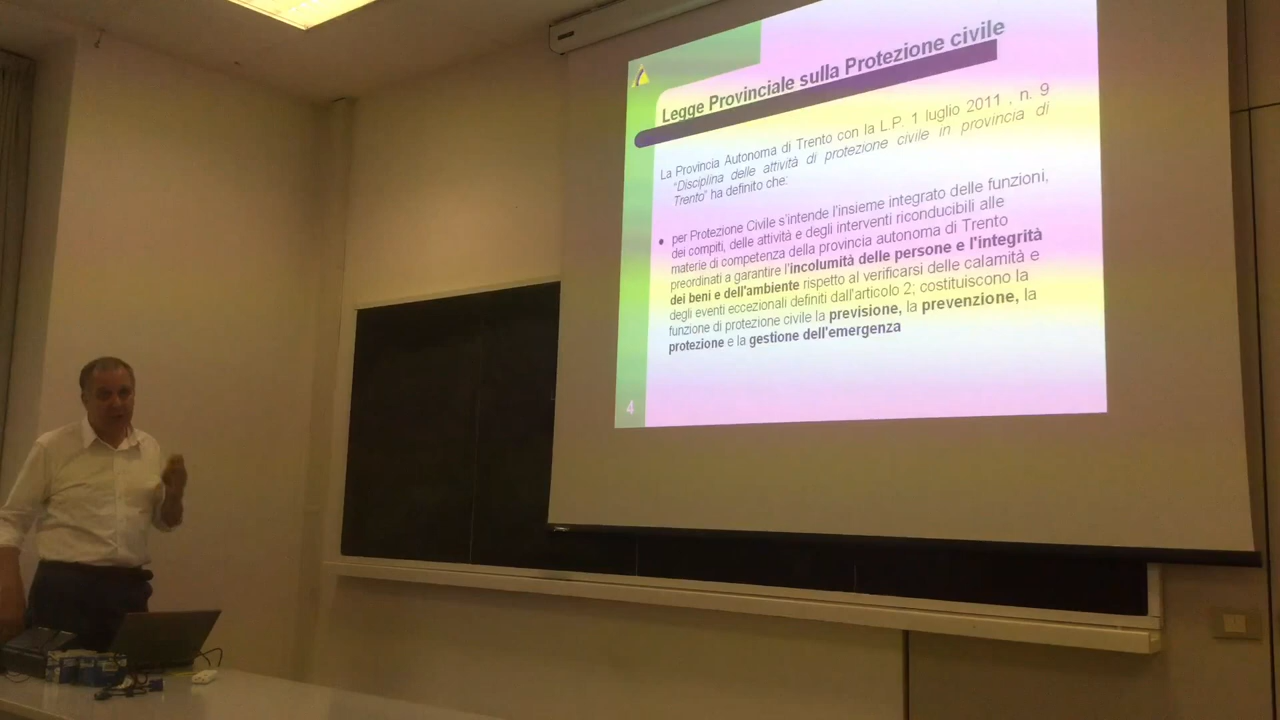 Legge Provinciale sulla Protezione civile
La Provincia Autonoma di Trento con la L.P. 1 luglio 2011 , n. 9
“Disciplina delle attività di protezione civile in provincia di
Trento” ha definito che:
• per Protezione Civile s'intende l'insieme integrato delle funzioni,
dei compiti, delle attività e degli interventi riconducibili alle
materie di competenza della provincia autonoma di Trento
preordinati a garantire l'incolumità delle persone e l'integrità
dei beni e dell'ambiente rispetto al verificarsi delle calamità e
degli eventi eccezionali definiti dall'articolo 2; costituiscono la
funzione di protezione civile la previsione, la prevenzione, la
protezione e la gestione dell'emergenza
4